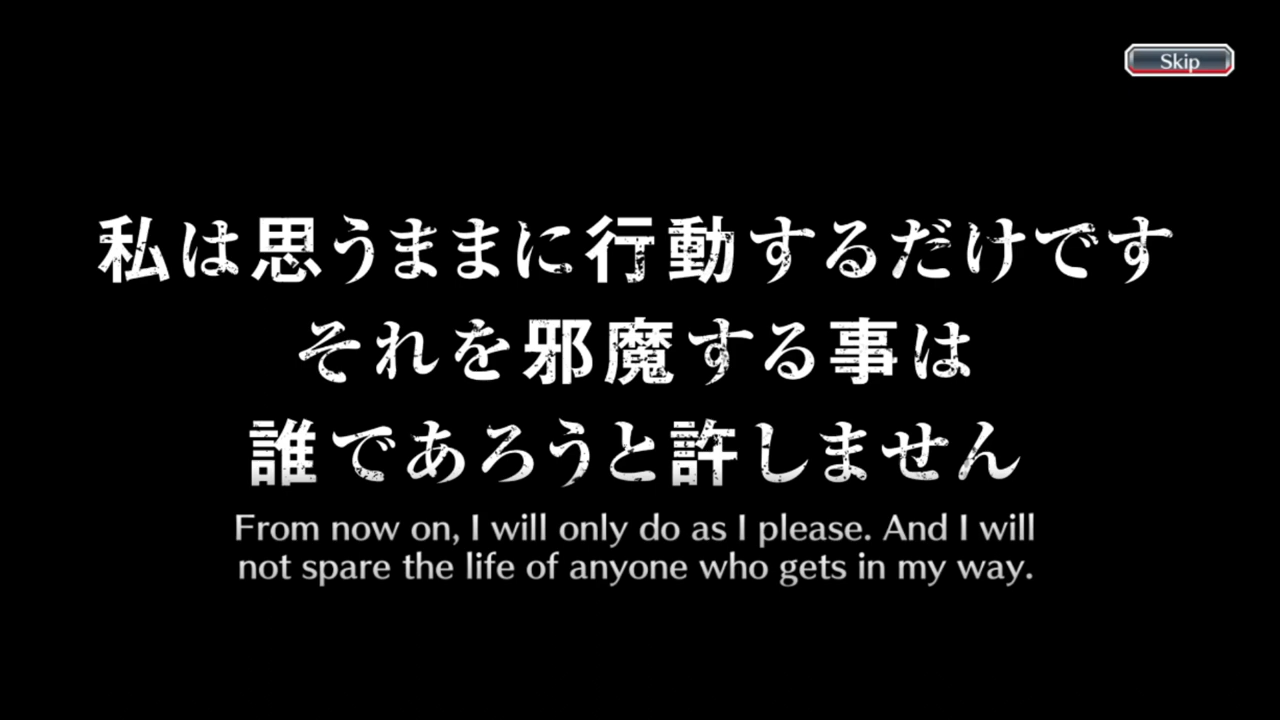 Skip
私は思うままに行動するだけです
それを邪魔する事は
誰であろうと許しません
From now on, I will only do as I please. And I will
not spare the life of anyone who gets in my way.